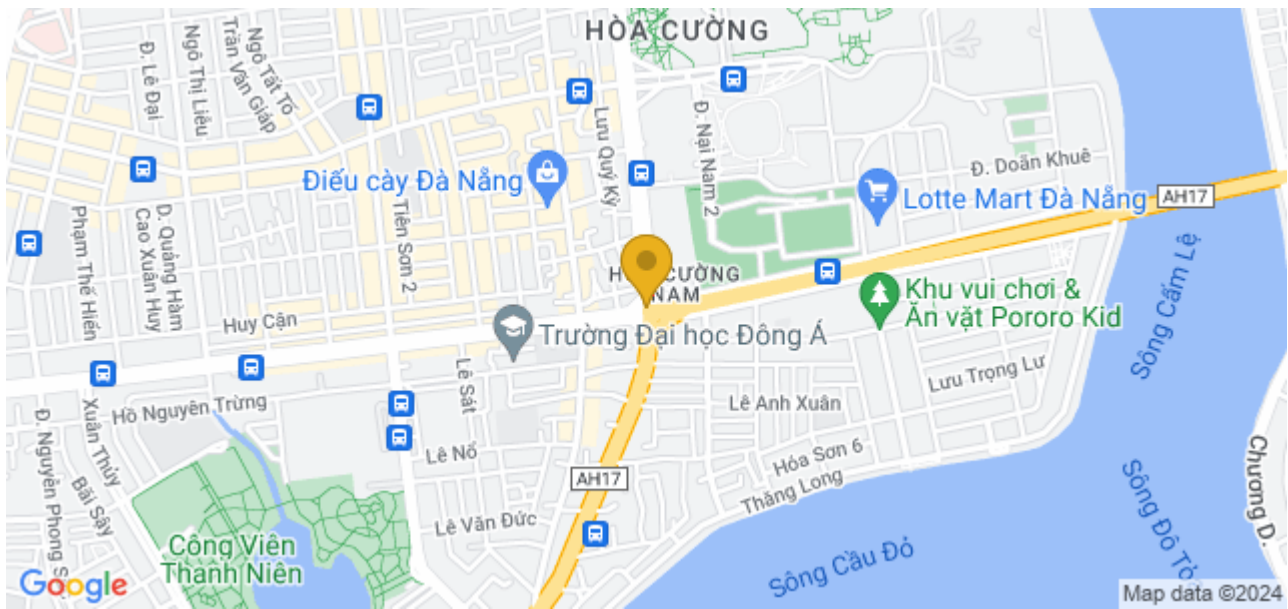 HÒA CƯỜNG
Đ. Lê Đại
Ngô Thị Liễu
Ngô Tất Tố
Trần Văn Giáp
Lưu Quý Kỳ
Đ. Nại Nam 2
Đ. Doãn Khuê
Điếu cày Đà Nẵng
Lotte Mart Đà Nẵng
AH17
Phạm Thế Hiển
D. Quảng Hàm
Cao Xuân Huy
Tiên Sơn 2
CƯỜNG
NAM
Sông Cẩm Lệ
Khu vui chơi &
Ăn vặt Pororo Kid
Huy Cận
Trường Đại học Đông Á
Lê Sát
Lưu Trọng Lư
Hồ Nguyên Trừng
Lê Anh Xuân
Xuân Thủy
Bãi Sậy
Đ. Nguyễn Phong S
Lê Nổ
Hóa Sơn 6
Thăng Long
AH17
Chương D.
Lê Văn Đức
Công Viên
Thanh Niên
Sông Cầu Đỏ
Sông Đô Tỏ
Google
Map data ©2024